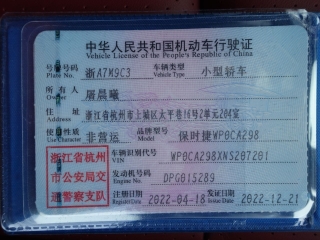 中华人民共和国机动车行驶证
Vehicle License of the People's Republic of China
号牌号码 浙A7M9C3 车辆类型 小型轿车
Plate No. Vehicle Type
所有人 屠晨曦
Owner
住址 浙江省杭州市上城区太平巷16号2单元204室
Address
使用性质 非营运 品牌型号 保时捷WP0CA298
Use Character Model
浙江省杭州 车辆识别代号 WP0CA298XNS207201
VIN
市公安局交 发动机号码 DPG01S289
Engine No.
通警察支队 注册日期 2022-04-18 发证日期 2022-12-21
Register Date Issue Date